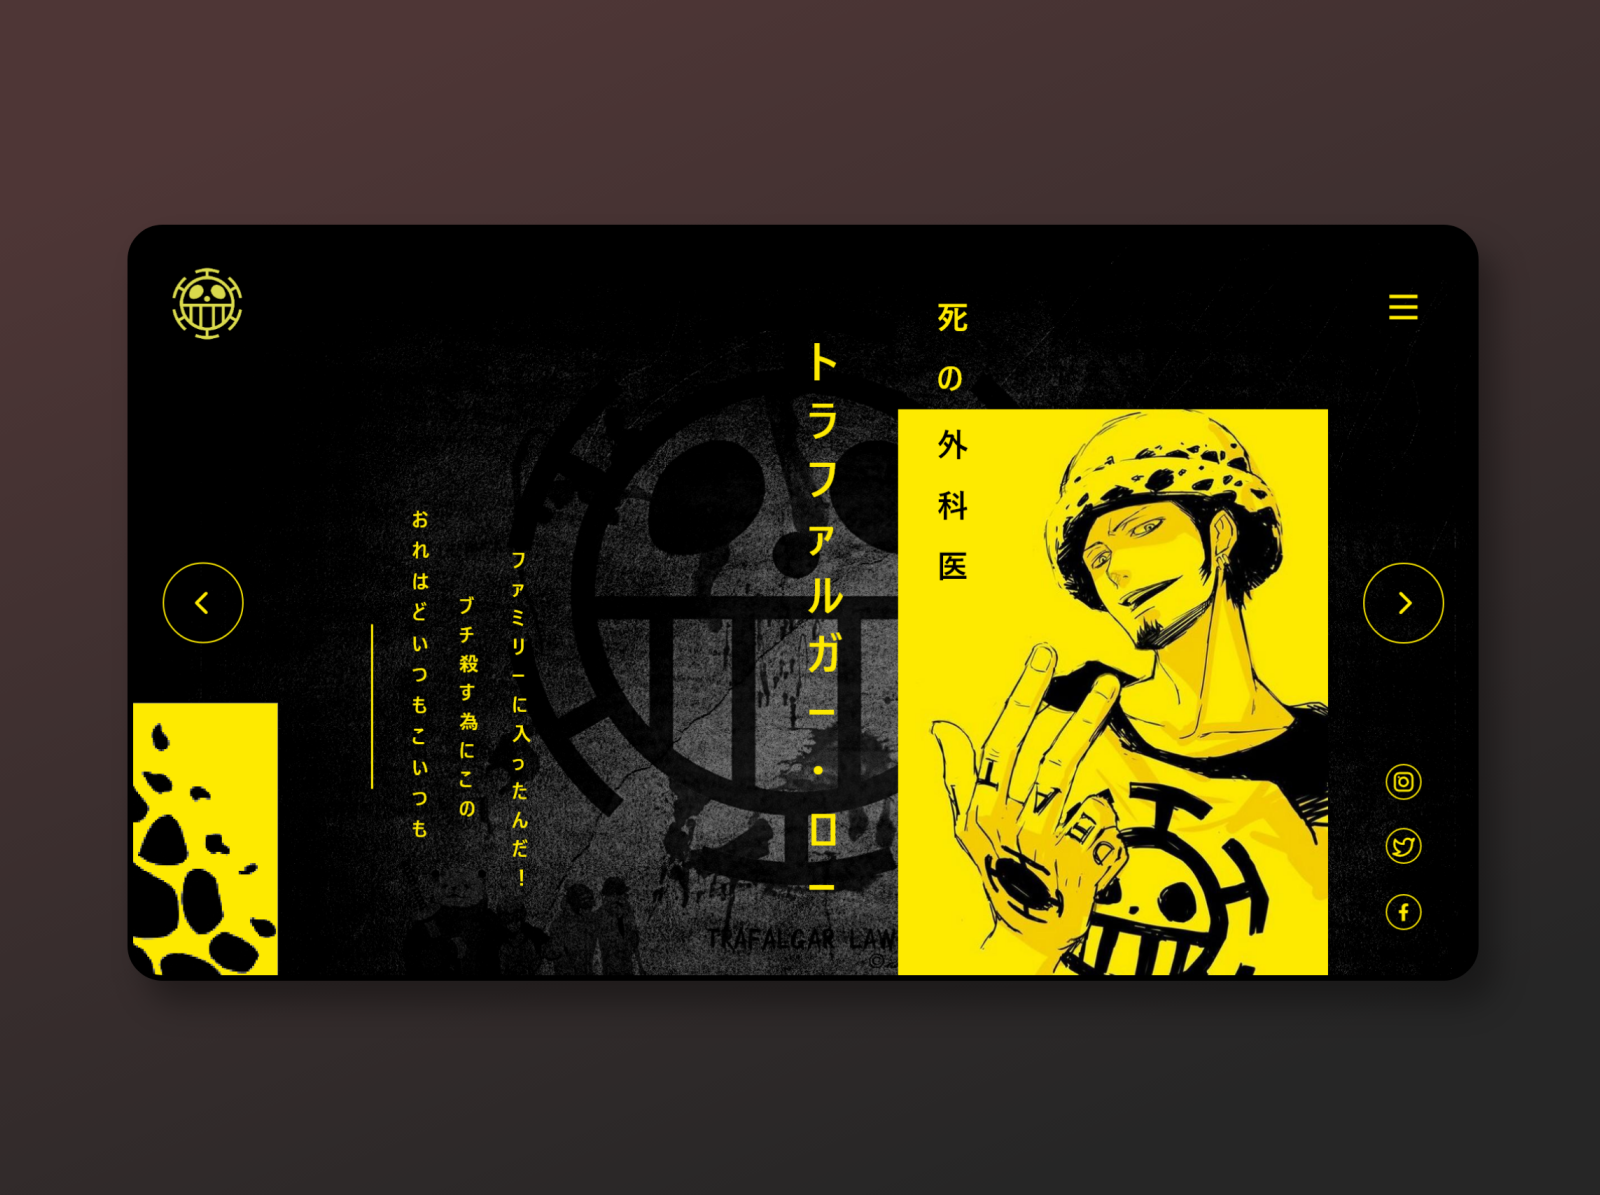 死の外科医
トラファルガー・ロー
おれはどいつもこいつも
ブチ殺す為にこの
ファミリーに入ったんだ！
TRAFALGAR LAW
T
A
E
D